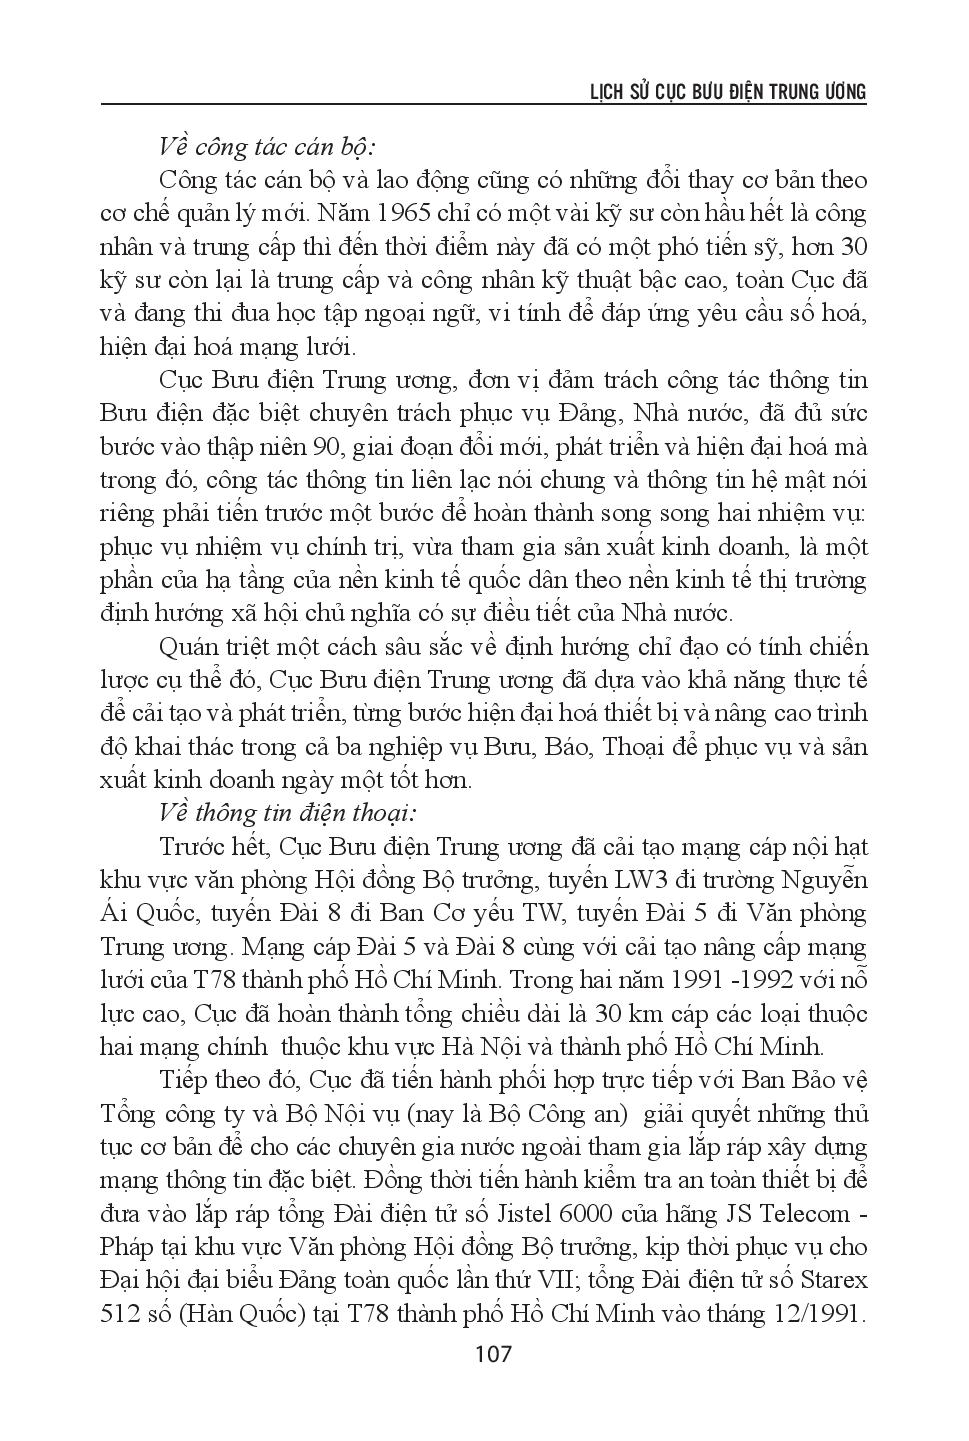 LỊCH SỬ CỤC BƯU ĐIỆN TRUNG ƯƠNG
Về công tác cán bộ:
Công tác cán bộ và lao động cũng có những đổi thay cơ bản theo
cơ chế quản lý mới. Năm 1965 chỉ có một vài kỹ sư còn hầu hết là công
nhân và trung cấp thì đến thời điểm này đã có một phó tiến sỹ, hơn 30
kỹ sư còn lại là trung cấp và công nhân kỹ thuật bậc cao, toàn Cục đã
và đang thi đua học tập ngoại ngữ, vi tính để đáp ứng yêu cầu số hoá,
hiện đại hoá mạng lưới.
Cục Bưu điện Trung ương, đơn vị đảm trách công tác thông tin
Bưu điện đặc biệt chuyên trách phục vụ Đảng, Nhà nước, đã đủ sức
bước vào thập niên 90, giai đoạn đổi mới, phát triển và hiện đại hoá mà
trong đó, công tác thông tin liên lạc nói chung và thông tin hệ mật nói
riêng phải tiến trước một bước để hoàn thành song song hai nhiệm vụ:
phục vụ nhiệm vụ chính trị, vừa tham gia sản xuất kinh doanh, là một
phần của hạ tầng của nền kinh tế quốc dân theo nền kinh tế thị trường
định hướng xã hội chủ nghĩa có sự điều tiết của Nhà nước.
Quán triệt một cách sâu sắc về định hướng chỉ đạo có tính chiến
lược cụ thể đó, Cục Bưu điện Trung ương đã dựa vào khả năng thực tế
để cải tạo và phát triển, từng bước hiện đại hoá thiết bị và nâng cao trình
độ khai thác trong cả ba nghiệp vụ Bưu, Báo, Thoại để phục vụ và sản
xuất kinh doanh ngày một tốt hơn.
Về thông tin điện thoại:
Trước hết, Cục Bưu điện Trung ương đã cải tạo mạng cáp nội hạt
khu vực văn phòng Hội đồng Bộ trưởng, tuyến LW3 đi trường Nguyễn
Ái Quốc, tuyến Đài 8 đi Ban Cơ yếu TW, tuyến Đài 5 đi Văn phòng
Trung ương. Mạng cáp Đài 5 và Đài 8 cùng với cải tạo nâng cấp mạng
lưới của T78 thành phố Hồ Chí Minh. Trong hai năm 1991 -1992 với nỗ
lực cao, Cục đã hoàn thành tổng chiều dài là 30 km cáp các loại thuộc
hai mạng chính  thuộc khu vực Hà Nội và thành phố Hồ Chí Minh.
Tiếp theo đó, Cục đã tiến hành phối hợp trực tiếp với Ban Bảo vệ
Tổng công ty và Bộ Nội vụ (nay là Bộ Công an)  giải quyết những thủ
tục cơ bản để cho các chuyên gia nước ngoài tham gia lắp ráp xây dựng
mạng thông tin đặc biệt. Đồng thời tiến hành kiểm tra an toàn thiết bị để
đưa vào lắp ráp tổng Đài điện tử số Jistel 6000 của hãng JS Telecom -
Pháp tại khu vực Văn phòng Hội đồng Bộ trưởng, kịp thời phục vụ cho
Đại hội đại biểu Đảng toàn quốc lần thứ VII; tổng Đài điện tử số Starex
512 số (Hàn Quốc) tại T78 thành phố Hồ Chí Minh vào tháng 12/1991.
107